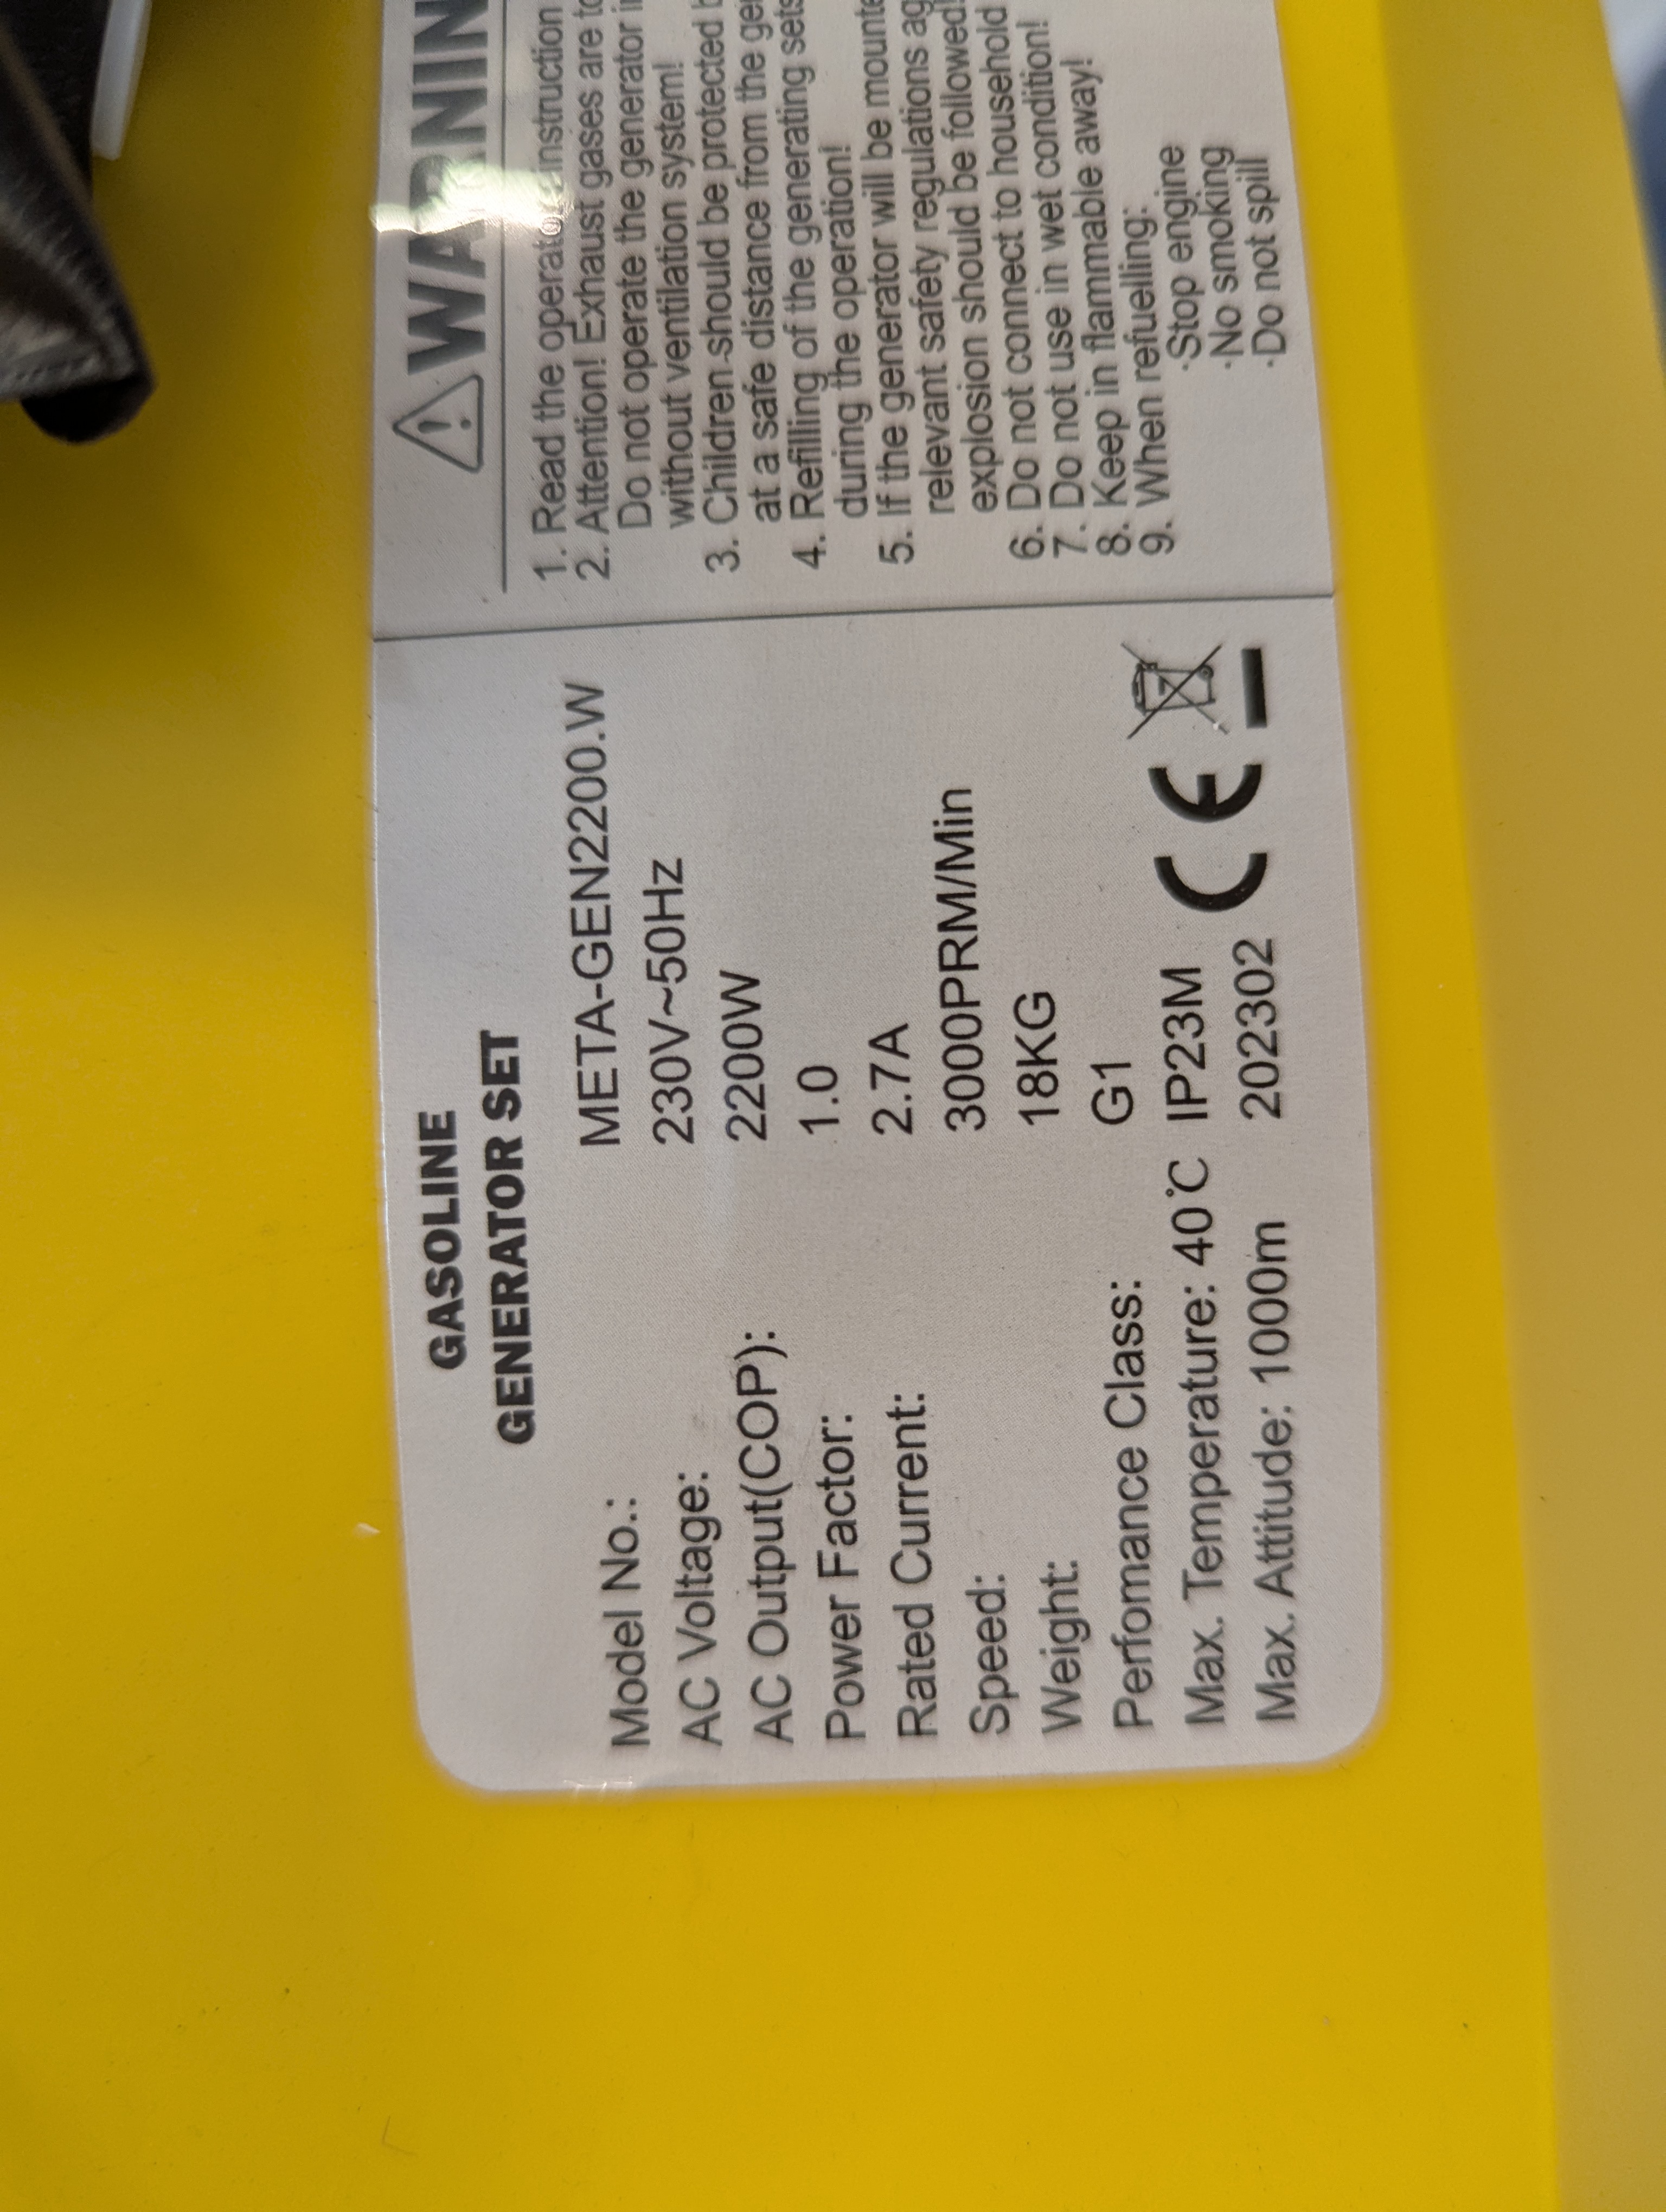 GASOLINE
GENERATOR SET
Model No.: META-GEN2200.W
AC Voltage: 230V~50Hz
AC Output(COP): 2200W
Power Factor: 1.0
Rated Current: 2.7A
Speed: 3000PRM/Min
Weight: 18KG
Perfomance Class: G1
Max. Temperature: 40℃ IP23M
Max. Attitude: 1000m 2023302 CE
WARNIN
1. Read the operator instruction
2. Attention! Exhaust gases are to
Do not operate the generator
without ventilation system!
3. Children should be protected
at a safe distance from the
4. Refilling of the generating sets
during the operation!
5. If the generator will be mounte
relevant safety regulations
explosion should be followed!
6. Do not connect to household
7. Do not use in wet condition!
8. Keep in flammable away!
9. When refuelling:
·Stop engine
·No smoking
·Do not spill